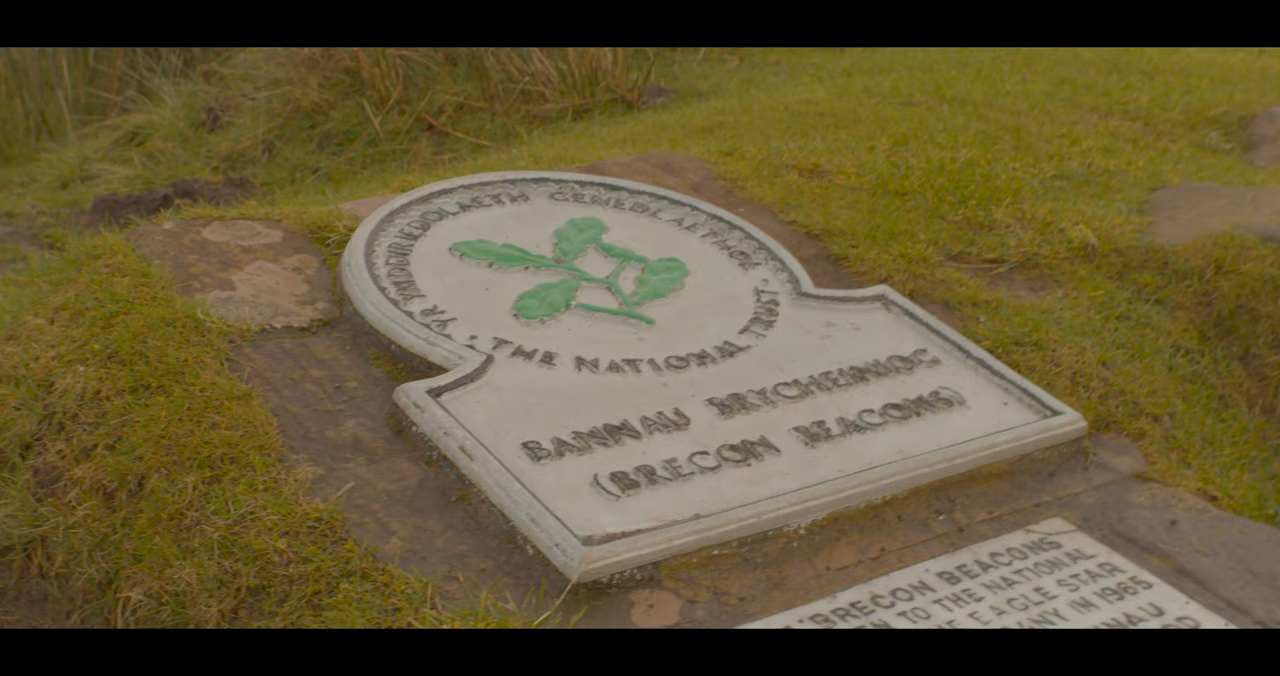 YR YMDDIRIEDOLAETH GENEDLAETHOL
· THE NATIONAL TRUST ·
BANNAU BRYCHEINIOG
(BRECON BEACONS)
BRECON BEACONS
TO THE NATIONAL
EAGLE STAR
IN 1965